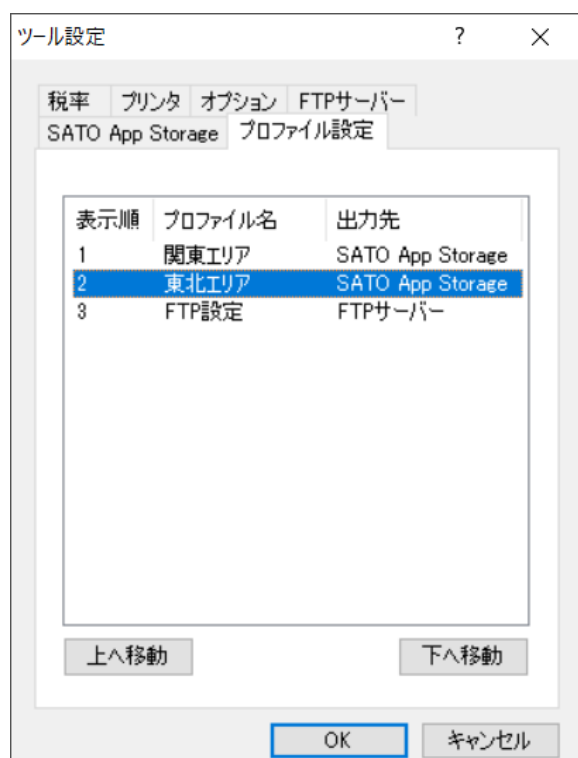 ツール設定 ?
税率 プリンタ オプション FTPサーバー
SATO App Storage プロファイル設定
表示順 プロファイル名 出力先
1 関東エリア SATO App Storage
2 東北エリア SATO App Storage
3 FTP設定 FTPサーバー
上へ移動 下へ移動
OK キャンセル